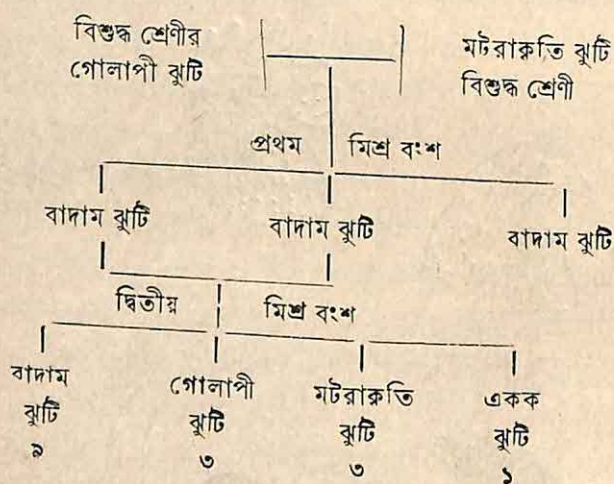 বিশুদ্ধ শ্রেণীর
গোলাপী ঝুটি
মটরাকৃতি ঝুটি
বিশুদ্ধ শ্রেণী
প্রথম মিশ্র বংশ
বাদাম ঝুটি বাদাম ঝুটি বাদাম ঝুটি
দ্বিতীয় মিশ্র বংশ
বাদাম গোলাপী মটরাকৃতি একক
ঝুটি ঝুটি ঝুটি ঝুটি
৯ ৩ ৩ ১